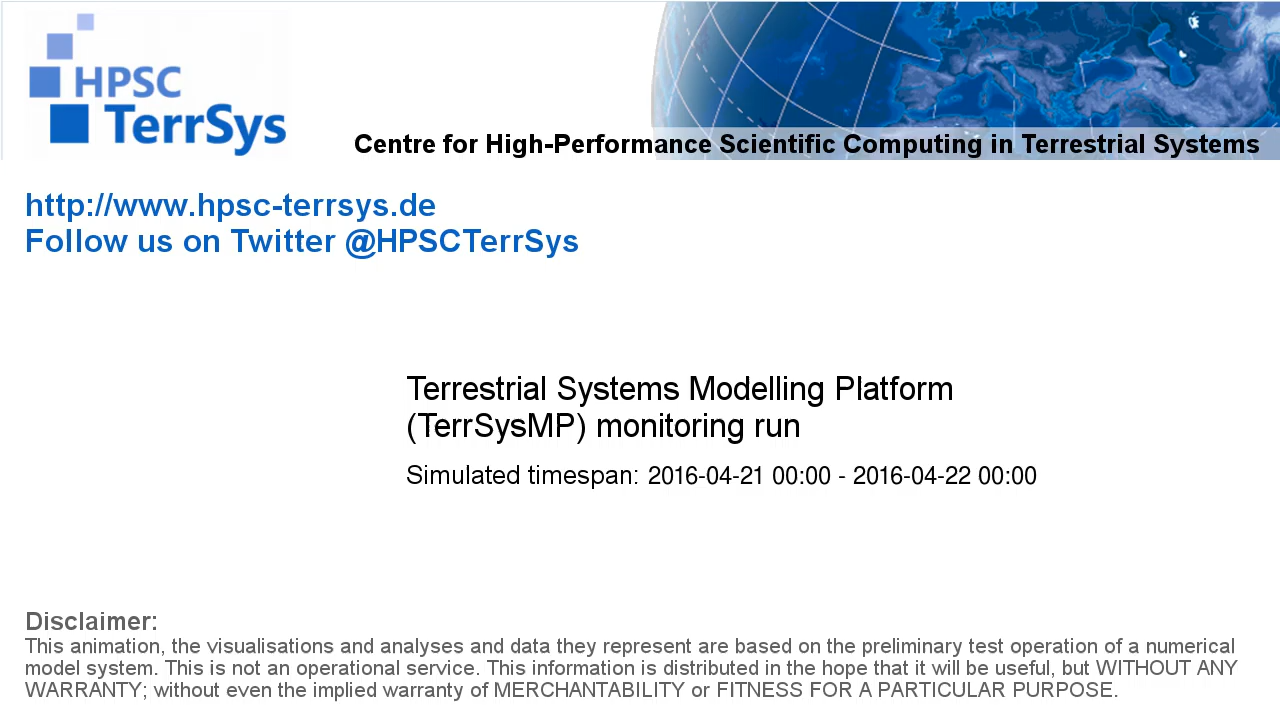 HPSC
TerrSys
Centre for High-Performance Scientific Computing in Terrestrial Systems
http://www.hpsc-terrsys.de
Follow us on Twitter @HPSCTerrSys
Terrestrial Systems Modelling Platform
(TerrSysMP) monitoring run
Simulated timespan: 2016-04-21 00:00 - 2016-04-22 00:00
Disclaimer:
This animation, the visualisations and analyses and data they represent are based on the preliminary test operation of a numerical
model system. This is not an operational service. This information is distributed in the hope that it will be useful, but WITHOUT ANY
WARRANTY; without even the implied warranty of MERCHANTABILITY or FITNESS FOR A PARTICULAR PURPOSE.